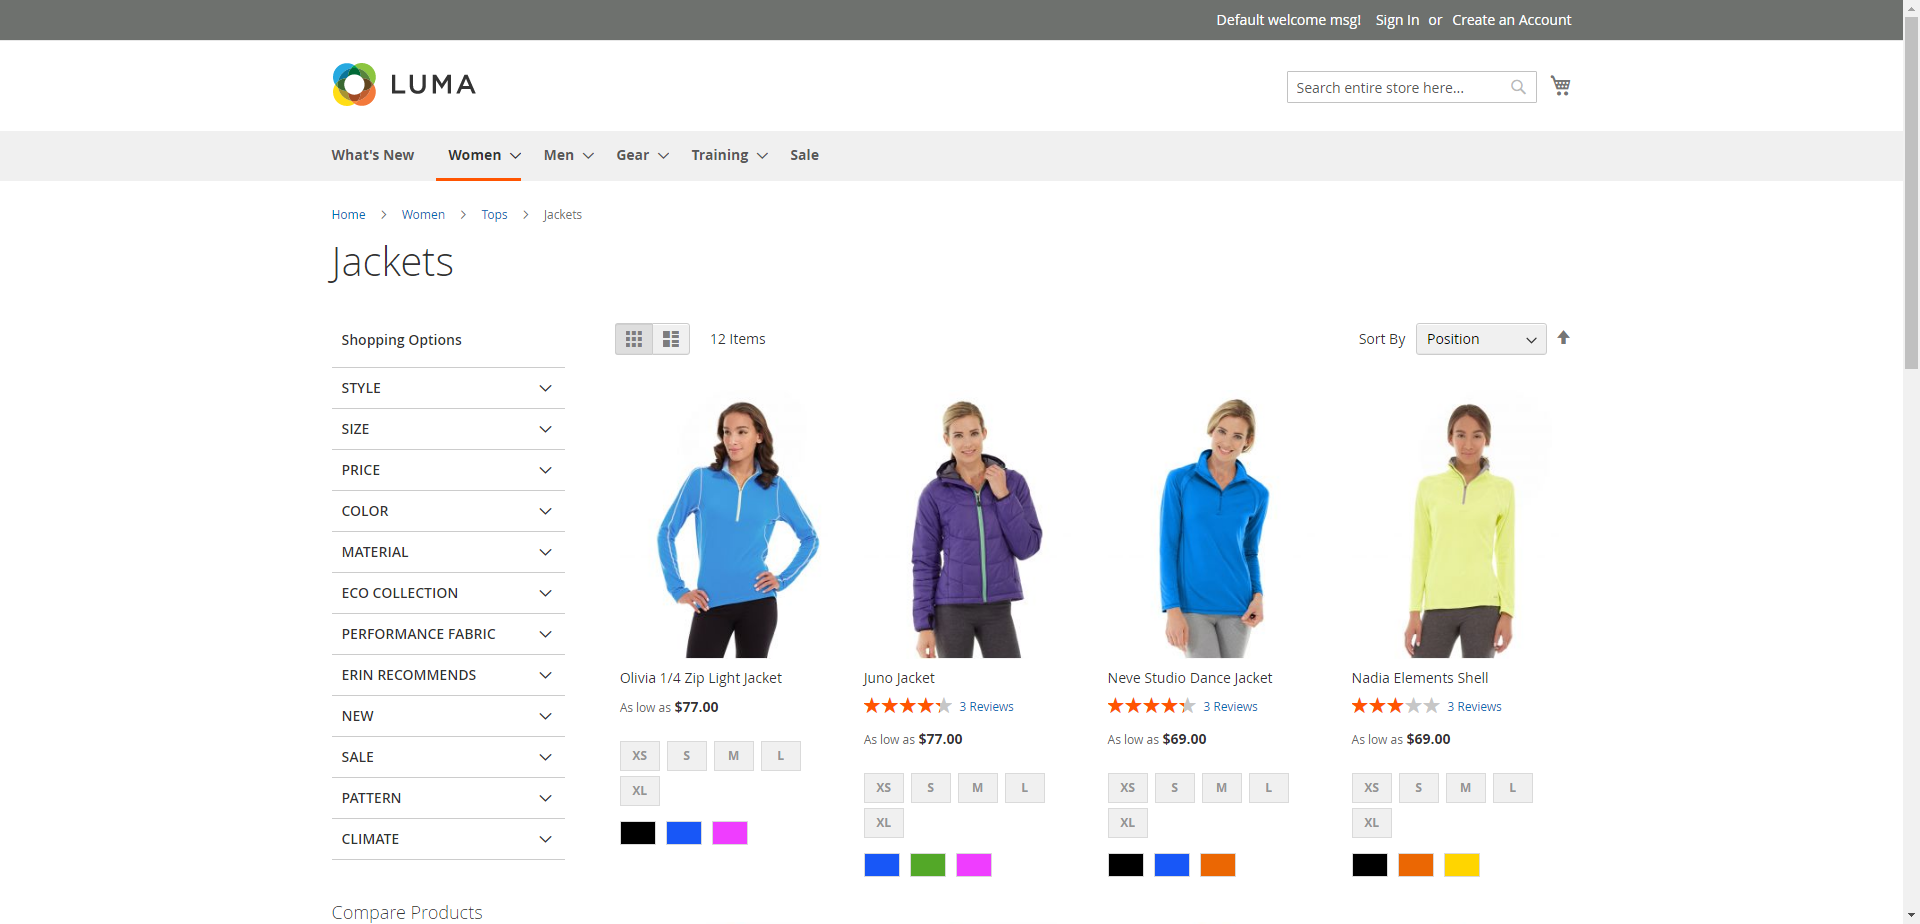 Default welcome msg! Sign In or Create an Account
LUMA
Search entire store here...
What's New Women Men Gear Training Sale
Home Women Tops Jackets
Jackets
Shopping Options
STYLE
SIZE
PRICE
COLOR
MATERIAL
ECO COLLECTION
PERFORMANCE FABRIC
ERIN RECOMMENDS
NEW
SALE
PATTERN
CLIMATE
Compare Products
12 Items
Sort By Position
Olivia 1/4 Zip Light Jacket
As low as $77.00
XS S M L
XL
Juno Jacket
3 Reviews
As low as $77.00
XS S M L
XL
Neve Studio Dance Jacket
3 Reviews
As low as $69.00
XS S M L
XL
Nadia Elements Shell
3 Reviews
As low as $69.00
XS S M L
XL